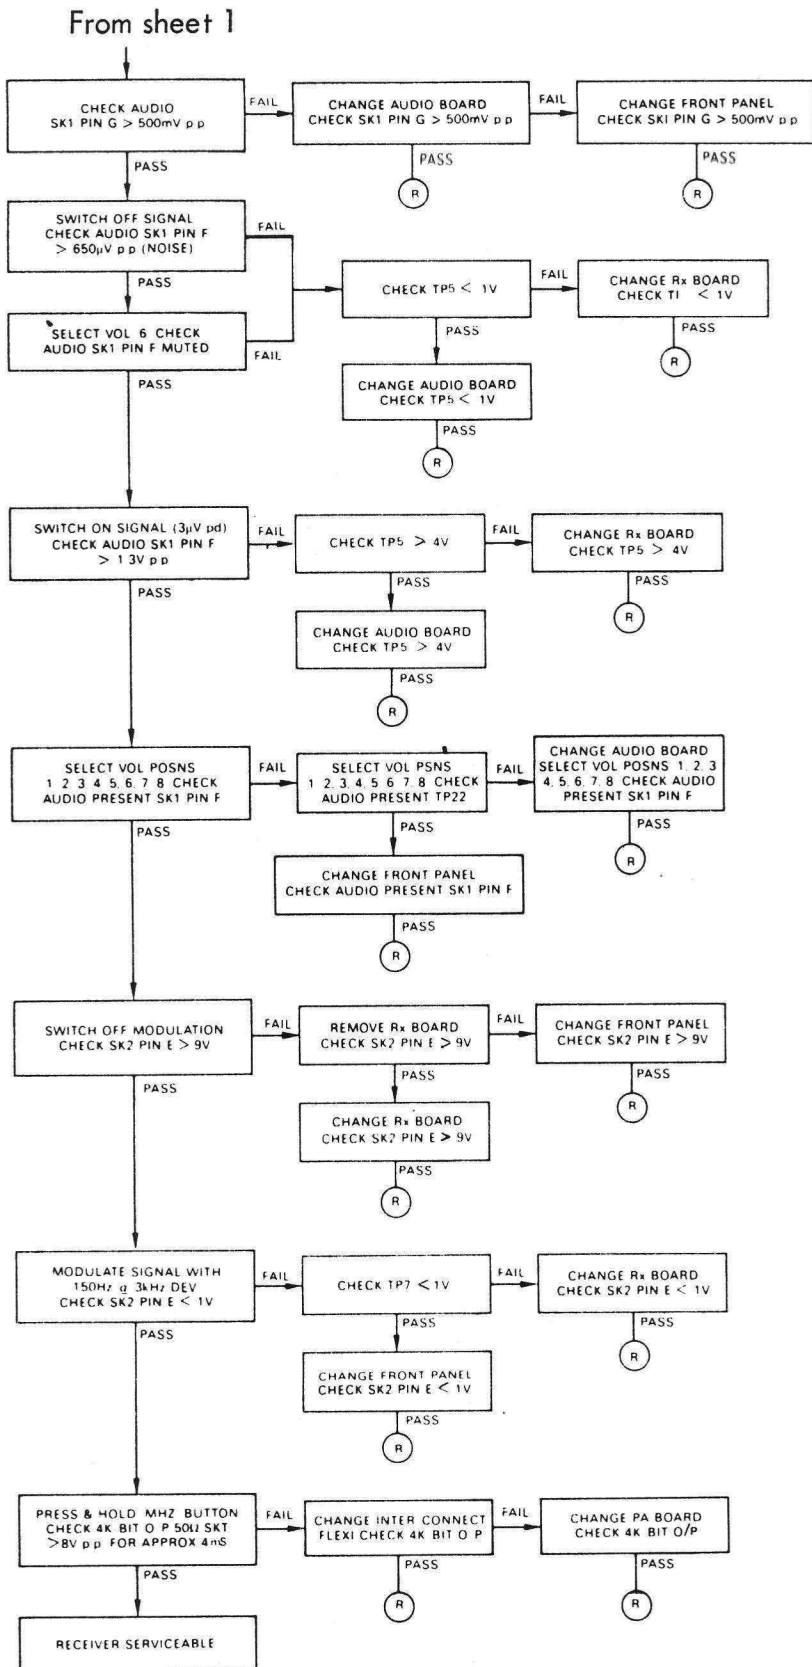 From sheet 1
CHECK AUDIO
SK1 PIN G > 500mV p p
FAIL
CHANGE AUDIO BOARD
CHECK SK1 PIN G > 500mV p p
FAIL
CHANGE FRONT PANEL
CHECK SKI PIN G > 500mV p p
PASS
PASS
R
PASS
R
SWITCH OFF SIGNAL
CHECK AUDIO SK1 PIN F
> 650µV p p (NOISE)
FAIL
PASS
SELECT VOL 6 CHECK
AUDIO SK1 PIN F MUTED
FAIL
PASS
CHECK TP5 < 1V
FAIL
CHANGE Rx BOARD
CHECK TI < 1V
PASS
R
PASS
CHANGE AUDIO BOARD
CHECK TP5 < 1V
PASS
R
SWITCH ON SIGNAL (3µV pd)
CHECK AUDIO SK1 PIN F
> 1 3V p p
FAIL
CHECK TP5 > 4V
FAIL
CHANGE Rx BOARD
CHECK TP5 > 4V
PASS
PASS
PASS
R
CHANGE AUDIO BOARD
CHECK TP5 > 4V
PASS
R
SELECT VOL POSNS
1 2 3 4 5. 6. 7 8 CHECK
AUDIO PRESENT SK1 PIN F
FAIL
SELECT VOL PSNS
1 2. 3. 4. 5 6 7. 8 CHECK
AUDIO PRESENT TP22
FAIL
CHANGE AUDIO BOARD
SELECT VOL POSNS 1. 2. 3
4. 5. 6. 7. 8 CHECK AUDIO
PRESENT SK1 PIN F
PASS
PASS
PASS
R
CHANGE FRONT PANEL
CHECK AUDIO PRESENT SK1 PIN F
PASS
R
SWITCH OFF MODULATION
CHECK SK2 PIN E > 9V
FAIL
REMOVE Rx BOARD
CHECK SK2 PIN E > 9V
FAIL
CHANGE FRONT PANEL
CHECK SK2 PIN E > 9V
PASS
PASS
PASS
R
CHANGE Rx BOARD
CHECK SK2 PIN E > 9V
PASS
R
MODULATE SIGNAL WITH
150Hz @ 3kHz DEV
CHECK SK2 PIN E < 1V
FAIL
CHECK TP7 < 1V
FAIL
CHANGE Rx BOARD
CHECK SK2 PIN E < 1V
PASS
PASS
PASS
R
CHANGE FRONT PANEL
CHECK SK2 PIN E < 1V
PASS
R
PRESS & HOLD MHZ BUTTON
CHECK 4K BIT O P 50Ω SKT
>8V p p FOR APPROX 4mS
FAIL
CHANGE INTER CONNECT
FLEXI CHECK 4K BIT O P
FAIL
CHANGE PA BOARD
CHECK 4K BIT O/P
PASS
PASS
R
PASS
R
RECEIVER SERVICEABLE